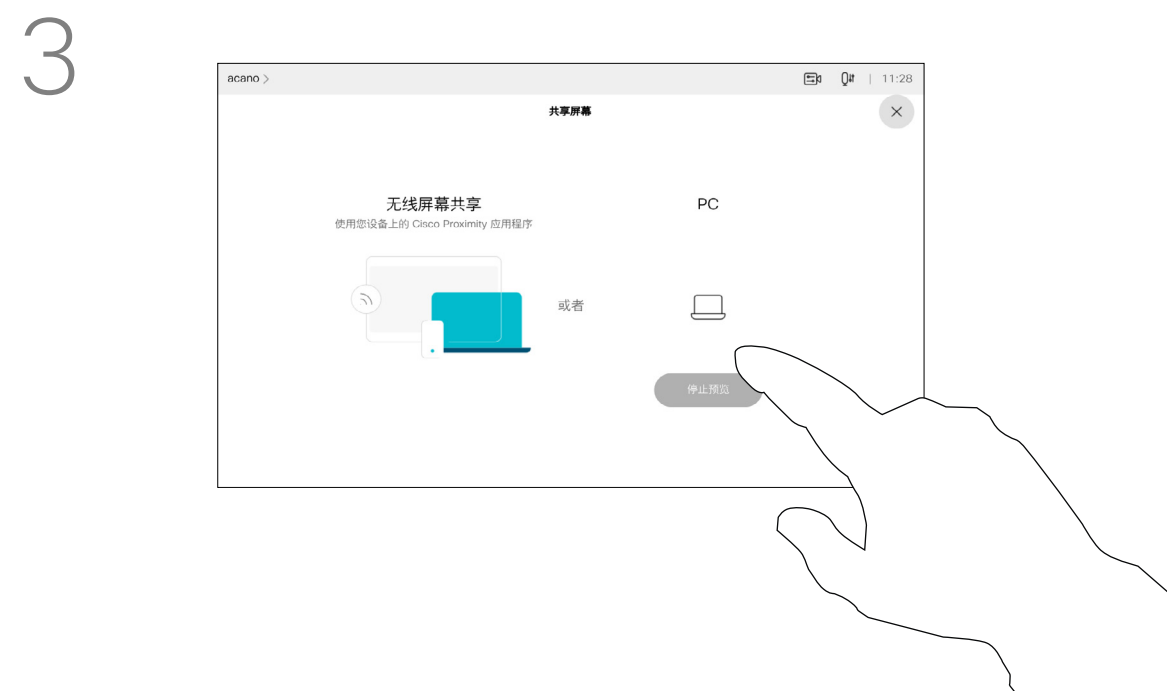 3
acano >
| 11:28
共享屏幕
无线屏幕共享
使用您设备上的 Cisco Proximity 应用程序
PC
或者
停止预览